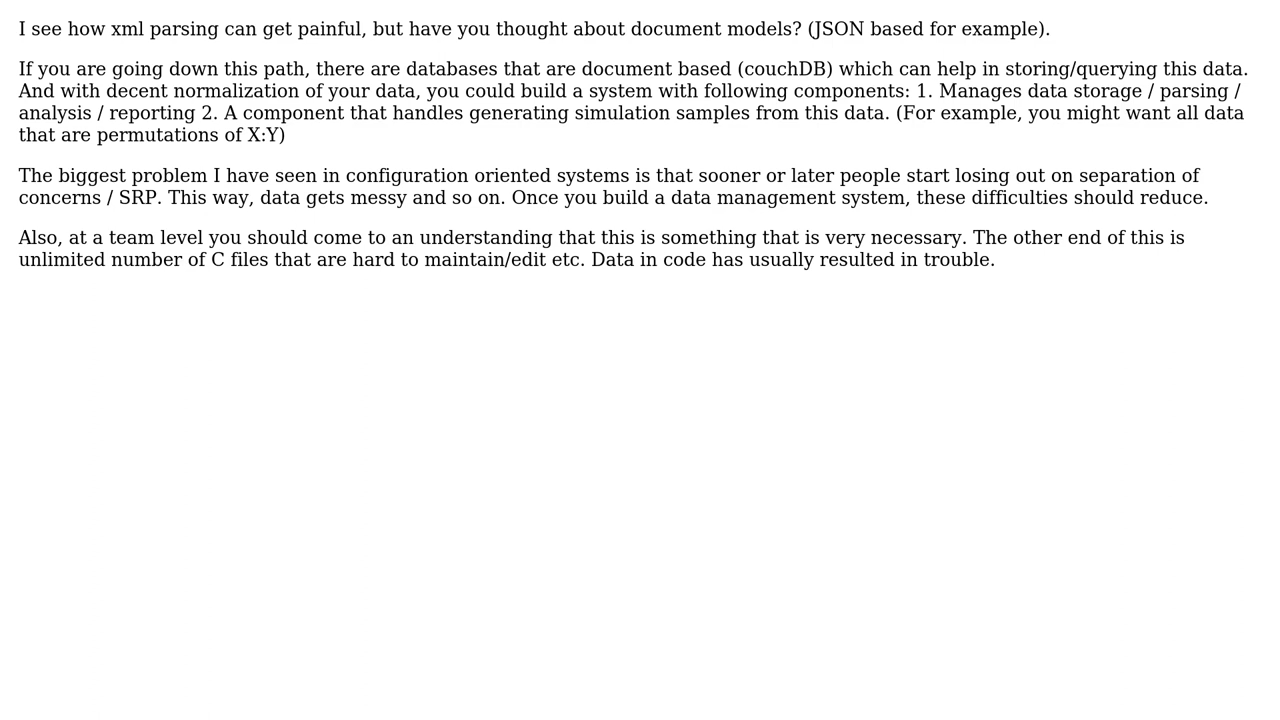 I see how xml parsing can get painful, but have you thought about document models? (JSON based for example).
If you are going down this path, there are databases that are document based (couchDB) which can help in storing/querying this data.
And with decent normalization of your data, you could build a system with following components: 1. Manages data storage / parsing /
analysis / reporting 2. A component that handles generating simulation samples from this data. (For example, you might want all data
that are permutations of X:Y)
The biggest problem I have seen in configuration oriented systems is that sooner or later people start losing out on separation of
concerns / SRP. This way, data gets messy and so on. Once you build a data management system, these difficulties should reduce.
Also, at a team level you should come to an understanding that this is something that is very necessary. The other end of this is
unlimited number of C files that are hard to maintain/edit etc. Data in code has usually resulted in trouble.